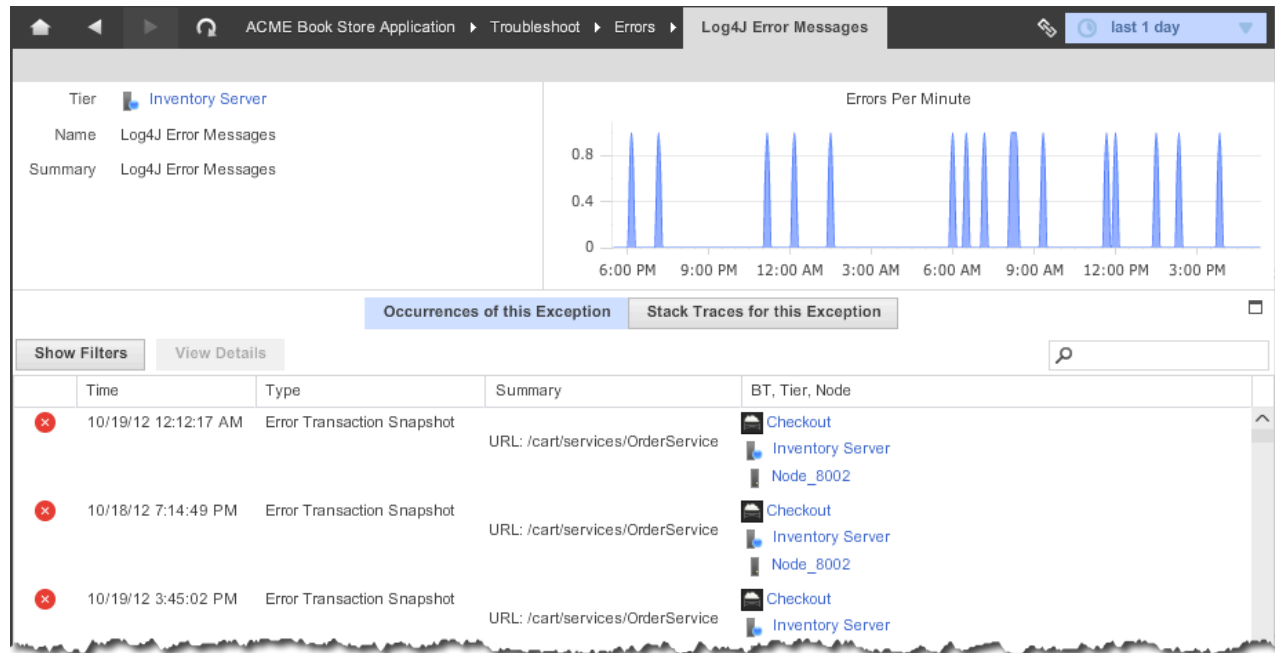 ACME Book Store Application Troubleshoot Errors Log4J Error Messages last 1 day
Tier Inventory Server
Name Log4J Error Messages
Summary Log4J Error Messages
Errors Per Minute
0.8
0.4
0
6:00 PM 9:00 PM 12:00 AM 3:00 AM 6:00 AM 9:00 AM 12:00 PM 3:00 PM
Occurrences of this Exception Stack Traces for this Exception
Show Filters View Details
Time Type Summary BT, Tier, Node
10/19/12 12:12:17 AM Error Transaction Snapshot Checkout
URL: /cart/services/OrderService
Inventory Server
Node_8002
10/18/12 7:14:49 PM Error Transaction Snapshot Checkout
URL: /cart/services/OrderService
Inventory Server
Node_8002
10/19/12 3:45:02 PM Error Transaction Snapshot Checkout
URL: /cart/services/OrderService
Inventory Server